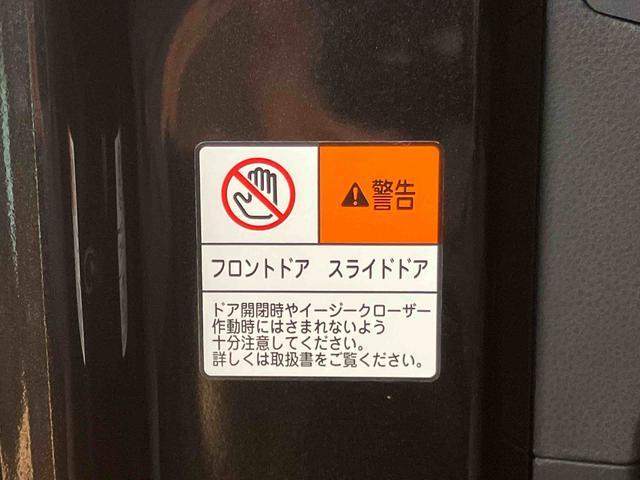 警告
フロントドア　スライドドア
ドア開閉時やイージークローザー
作動時にはさまれないよう
十分注意してください。
詳しくは取扱書をご覧ください。